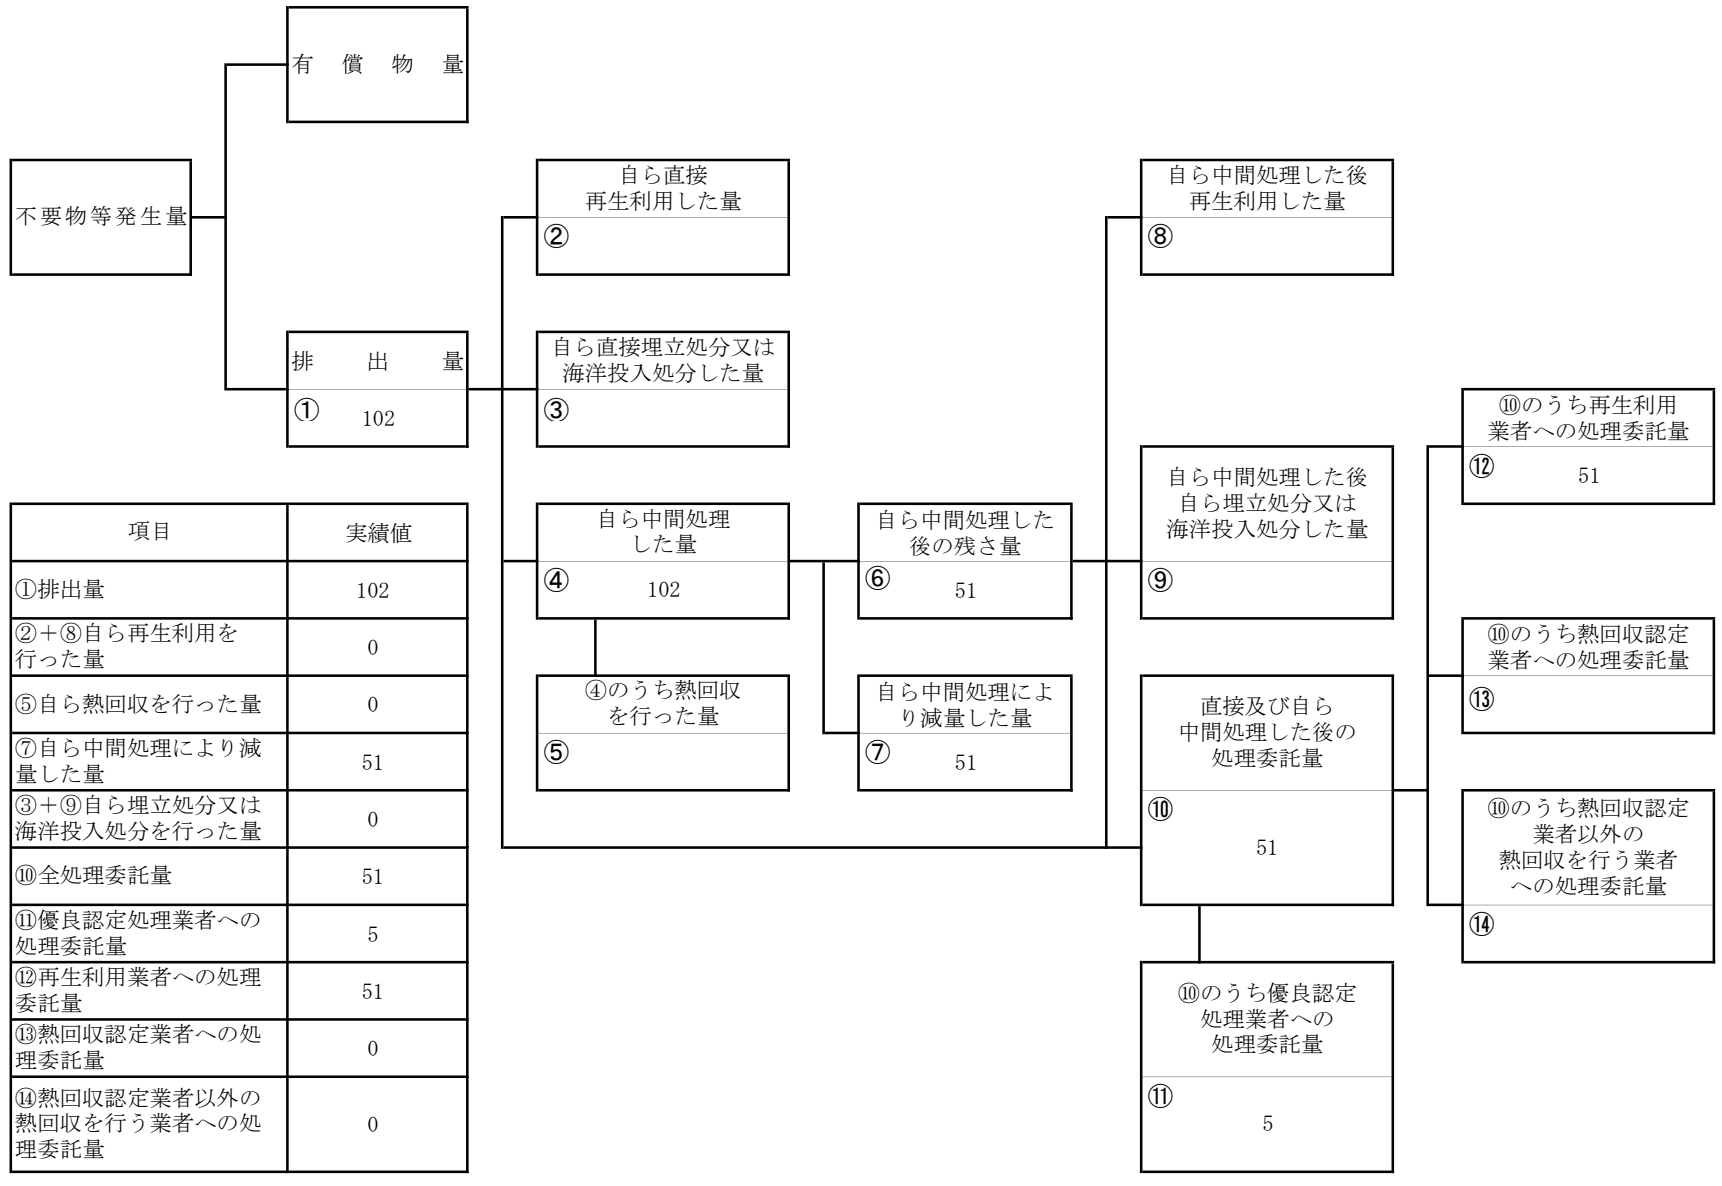 有償物量
不要物等発生量
排出量
① 102
自ら直接
再生利用した量
②
自ら直接埋立処分又は
海洋投入処分した量
③
自ら中間処理
した量
④ 102
④のうち熱回収
を行った量
⑤
自ら中間処理した
後の残さ量
⑥ 51
自ら中間処理によ
り減量した量
⑦ 51
自ら中間処理した後
再生利用した量
⑧
自ら中間処理した後
自ら埋立処分又は
海洋投入処分した量
⑨
直接及び自ら
中間処理した後の
処理委託量
⑩
51
⑩のうち優良認定
処理業者への
処理委託量
⑪
5
⑩のうち再生利用
業者への処理委託量
⑫ 51
⑩のうち熱回収認定
業者への処理委託量
⑬
⑩のうち熱回収認定
業者以外の
熱回収を行う業者
への処理委託量
⑭
項目 実績値
①排出量 102
②+⑧自ら再生利用を
行った量 0
⑤自ら熱回収を行った量 0
⑦自ら中間処理により減
量した量 51
③+⑨自ら埋立処分又は
海洋投入処分を行った量 0
⑩全処理委託量 51
⑪優良認定処理業者への
処理委託量 5
⑫再生利用業者への処理
委託量 51
⑬熱回収認定業者への処
理委託量 0
⑭熱回収認定業者以外の
熱回収を行う業者への処 0
理委託量